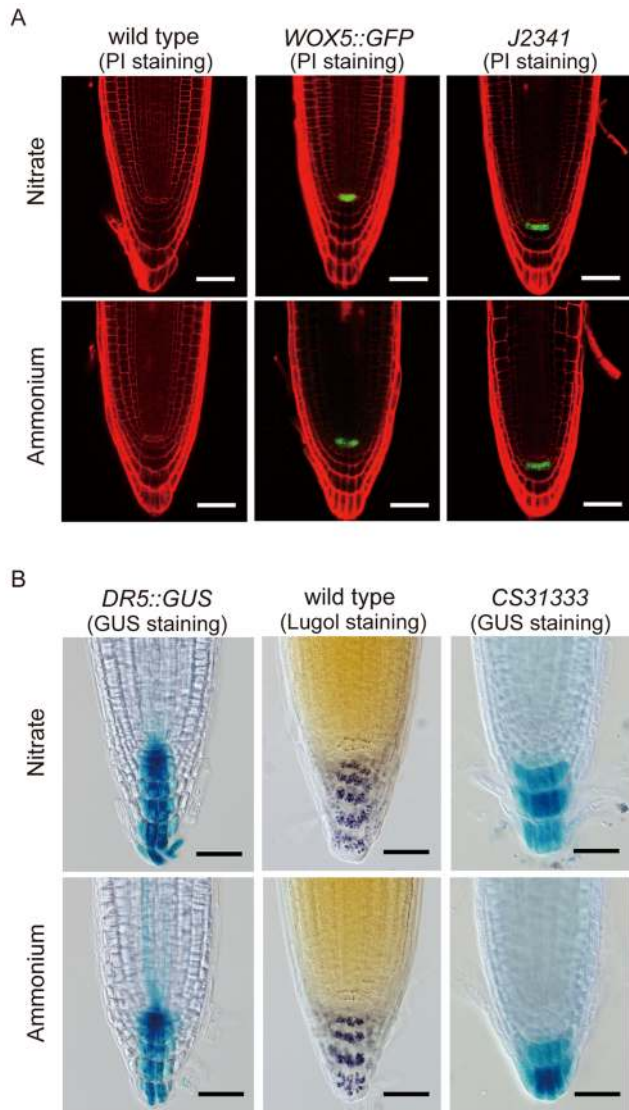 A
wild type
(PI staining)
WOX5::GFP
(PI staining)
J2341
(PI staining)
Nitrate
Ammonium
B
DR5::GUS
(GUS staining)
wild type
(Lugol staining)
CS31333
(GUS staining)
Nitrate
Ammonium